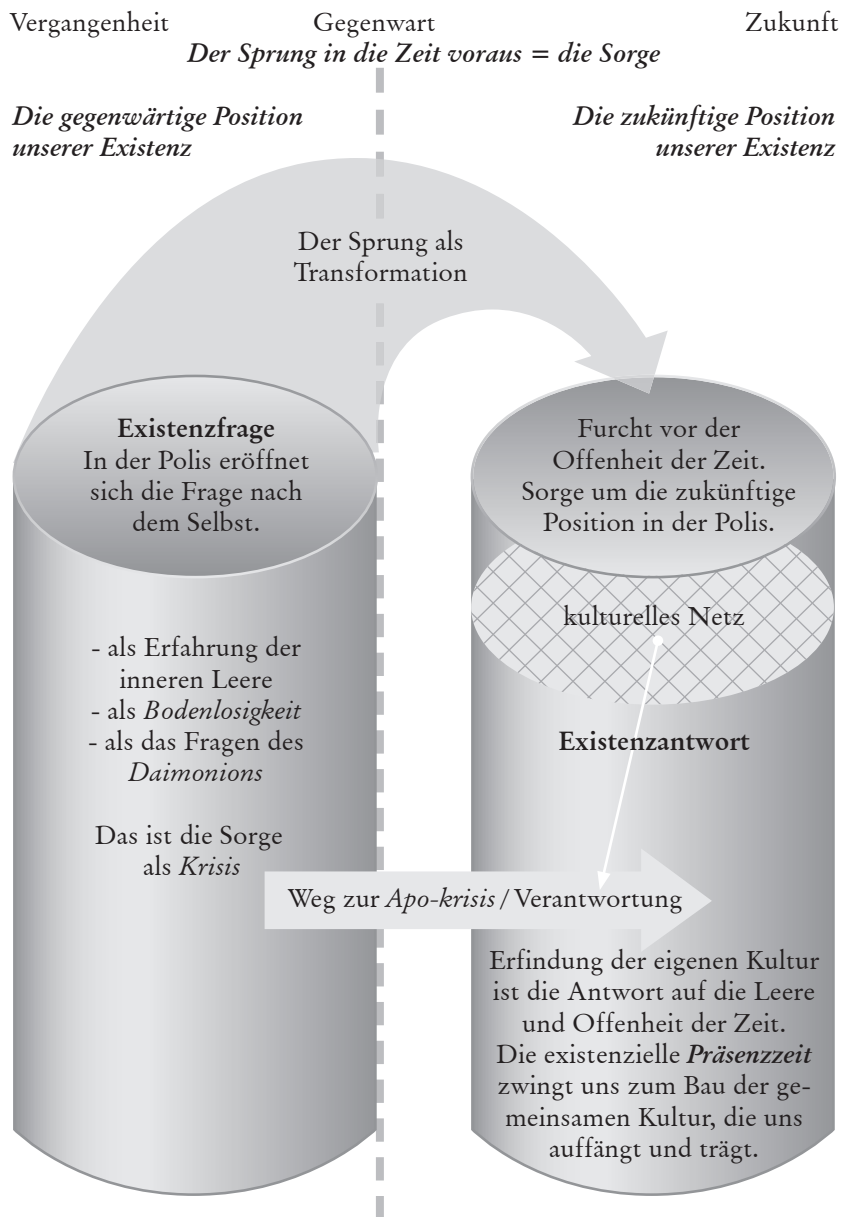 Vergangenheit Gegenwart Zukunft
Der Sprung in die Zeit voraus = die Sorge
Die gegenwärtige Position
unserer Existenz
Die zukünftige Position
unserer Existenz
Der Sprung als
Transformation
Existenzfrage
In der Polis eröffnet
sich die Frage nach
dem Selbst.
- als Erfahrung der
inneren Leere
- als Bodenlosigkeit
- als das Fragen des
Daimonions
Das ist die Sorge
als Krisis
Furcht vor der
Offenheit der Zeit.
Sorge um die zukünftige
Position in der Polis.
kulturelles Netz
Existenzantwort
Weg zur Apo-krisis / Verantwortung
Erfindung der eigenen Kultur
ist die Antwort auf die Leere
und Offenheit der Zeit.
Die existenzielle Präsenzzeit
zwingt uns zum Bau der ge-
meinsamen Kultur, die uns
auffängt und trägt.